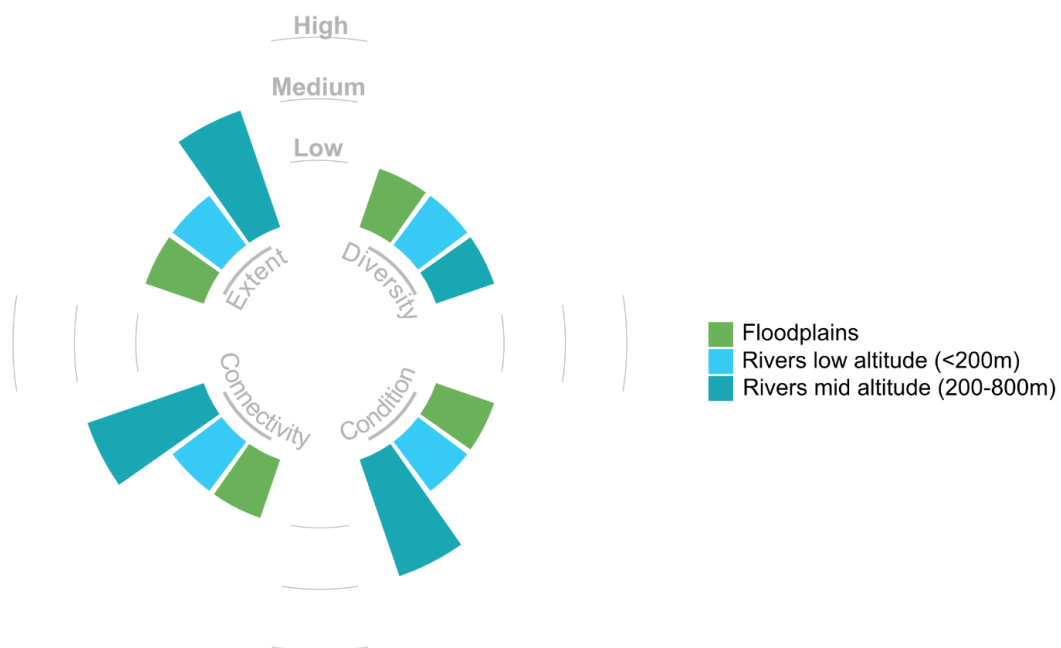 High
Medium
Low
Extent
Diversity
Connectivity
Condition
Floodplains
Rivers low altitude (<200m)
Rivers mid altitude (200-800m)